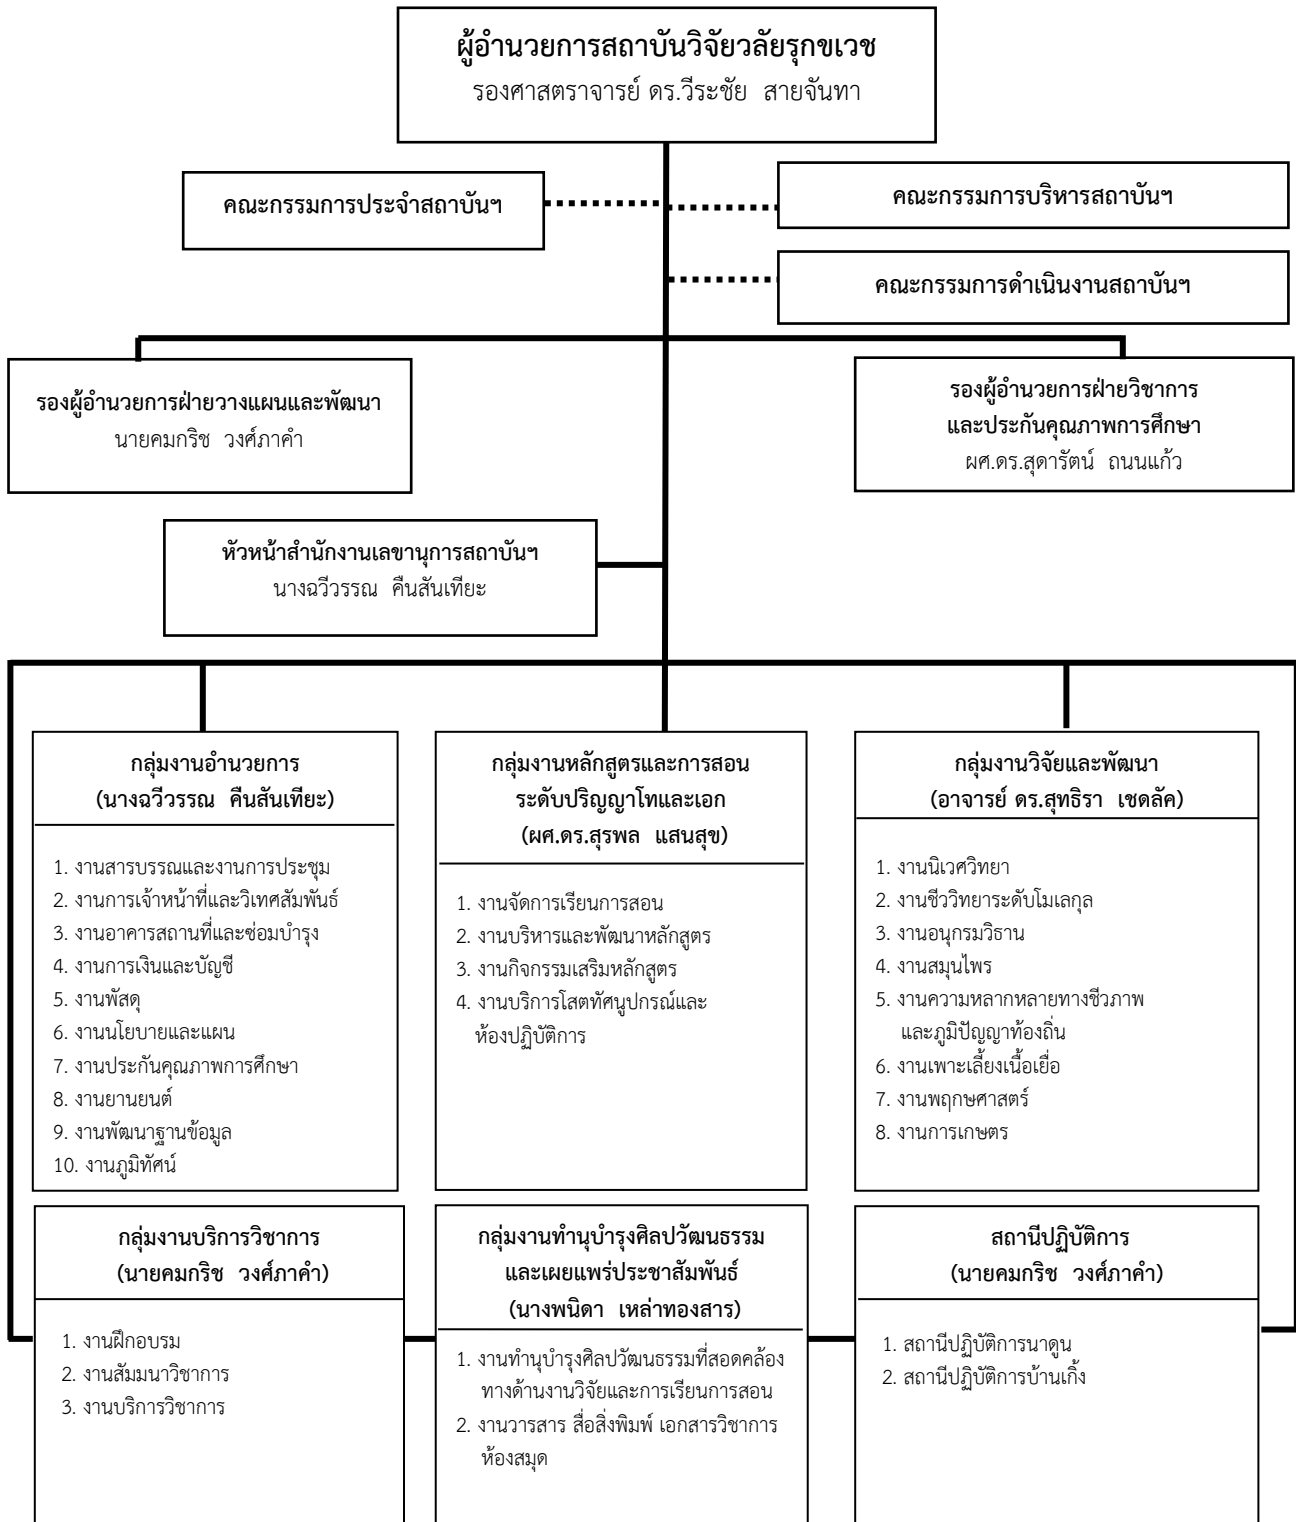 ผู้อำนวยการสถาบันวิจัยวลัยรุกขเวช
รองศาสตราจารย์ ดร.วีระชัย สายจันทา
คณะกรรมการประจำสถาบันฯ
คณะกรรมการบริหารสถาบันฯ
คณะกรรมการดำเนินงานสถาบันฯ
รองผู้อำนวยการฝ่ายวางแผนและพัฒนา
นายคมกริช วงศ์ภาคำ
รองผู้อำนวยการฝ่ายวิชาการ
และประกันคุณภาพการศึกษา
ผศ.ดร.สุดารัตน์ ถนนแก้ว
หัวหน้าสำนักงานเลขานุการสถาบันฯ
นางฉวีวรรณ คืนสันเทียะ
กลุ่มงานอำนวยการ
(นางฉวีวรรณ คืนสันเทียะ)
1. งานสารบรรณและงานการประชุม
2. งานการเจ้าหน้าที่และวิเทศสัมพันธ์
3. งานอาคารสถานที่และซ่อมบำรุง
4. งานการเงินและบัญชี
5. งานพัสดุ
6. งานนโยบายและแผน
7. งานประกันคุณภาพการศึกษา
8. งานยานยนต์
9. งานพัฒนาฐานข้อมูล
10. งานภูมิทัศน์
กลุ่มงานหลักสูตรและการสอน
ระดับปริญญาโทและเอก
(ผศ.ดร.สุรพล แสนสุข)
1. งานจัดการเรียนการสอน
2. งานบริหารและพัฒนาหลักสูตร
3. งานกิจกรรมเสริมหลักสูตร
4. งานบริการโสตทัศนูปกรณ์และ
ห้องปฏิบัติการ
กลุ่มงานวิจัยและพัฒนา
(อาจารย์ ดร.สุทธิรา เชดลัค)
1. งานนิเวศวิทยา
2. งานชีววิทยาระดับโมเลกุล
3. งานอนุกรมวิธาน
4. งานสมุนไพร
5. งานความหลากหลายทางชีวภาพ
และภูมิปัญญาท้องถิ่น
6. งานเพาะเลี้ยงเนื้อเยื่อ
7. งานพฤกษศาสตร์
8. งานการเกษตร
กลุ่มงานบริการวิชาการ
(นายคมกริช วงศ์ภาคำ)
1. งานฝึกอบรม
2. งานสัมมนาวิชาการ
3. งานบริการวิชาการ
กลุ่มงานทำนุบำรุงศิลปวัฒนธรรม
และเผยแพร่ประชาสัมพันธ์
(นางพนิดา เหล่าทองสาร)
1. งานทำนุบำรุงศิลปวัฒนธรรมที่สอดคล้อง
ทางด้านงานวิจัยและการเรียนการสอน
2. งานวารสาร สื่อสิ่งพิมพ์ เอกสารวิชาการ
ห้องสมุด
สถานีปฏิบัติการ
(นายคมกริช วงศ์ภาคำ)
1. สถานีปฏิบัติการนาดูน
2. สถานีปฏิบัติการบ้านเกิ้ง